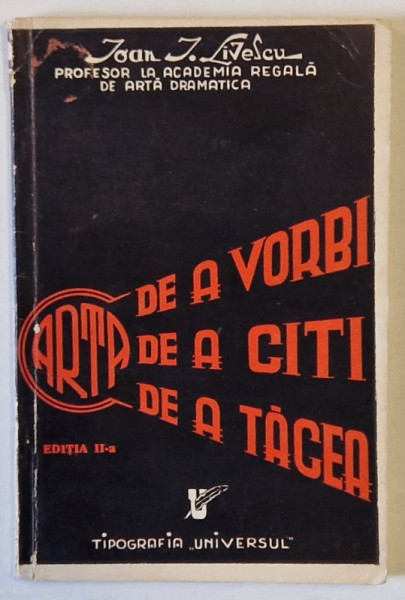 Ioan I. Livescu
PROFESOR LA ACADEMIA REGALĂ
DE ARTĂ DRAMATICA
ARTA
DE A VORBI
DE A CITI
DE A TĂCEA
EDIȚIA II-a
U
TIPOGRAFIA „UNIVERSUL"